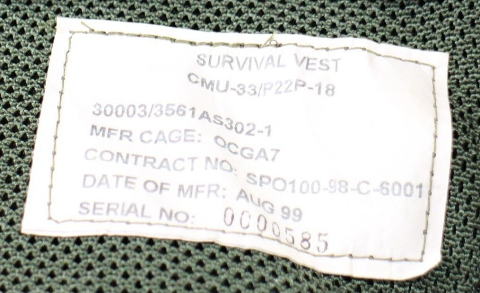 SURVIVAL VEST
CMU-33/P22P-18
30003/3561AS302-1
MFR CAGE: OCGA7
CONTRACT NO: SPO100-98-C-6001
DATE OF MFR: AUG 99
SERIAL NO: 0000585